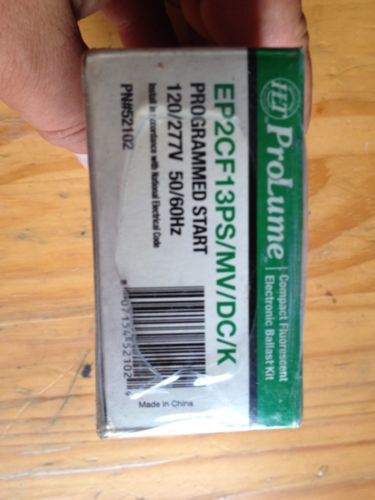 HLI ProLume
Compact Fluorescent
Electronic Ballast Kit
EP2CF13PS/MV/DC/K
PROGRAMMED START
120/277V 50/60Hz
Install in accordance with National Electrical Code
PN#52102
Made in China